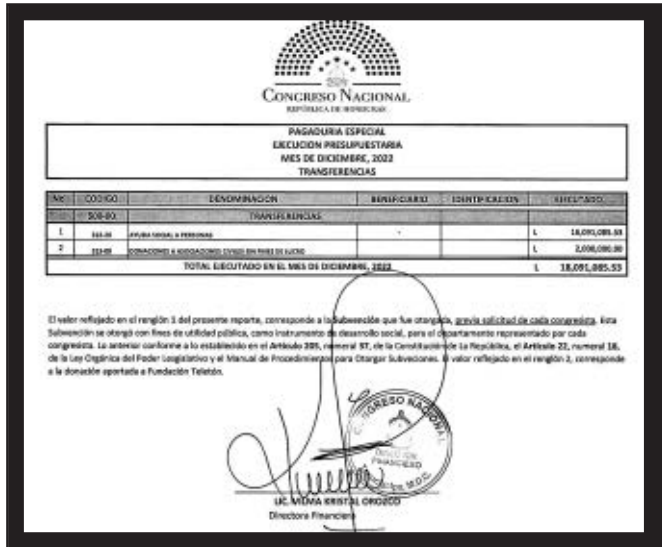 CONGRESO NACIONAL
REPÚBLICA DE HONDURAS
PAGADURIA ESPECIAL
EJECUCION PRESUPUESTARIA
MES DE DICIEMBRE, 2022
TRANSFERENCIAS
No CODIGO DENOMINACION BENEFICIARIO IDENTIFICACION EJECUTADO
500-00 TRANSFERENCIAS
1 AYUDA SOCIAL A PERSONAS - L 16,091,085.53
2 DONACIONES A ASOCIACIONES CIVILES SIN FINES DE LUCRO L 2,000,000.00
TOTAL EJECUTADO EN EL MES DE DICIEMBRE, 2022 L 18,091,085.53
El valor reflejado en el renglón 1 del presente reporte, corresponde a la Subvención que fue otorgada, previa solicitud de cada congresista. Esta
Subvención se otorgó con fines de utilidad pública, como instrumento de desarrollo social, para el departamento representado por cada
congresista. Lo anterior conforme a lo establecido en el Artículo 205, numeral 37, de la Constitución de La República, el Artículo 22, numeral 16,
de la Ley Orgánica del Poder Legislativo y el Manual de Procedimientos para Otorgar Subvenciones. El valor reflejado en el renglón 2, corresponde
a la donación aportada a Fundación Teletón.
CONGRESO NACIONAL
DIRECCION
FINANCIERO
M.D.C.
LIC. VILMA KRISTAL OROZCO
Directora Financiera